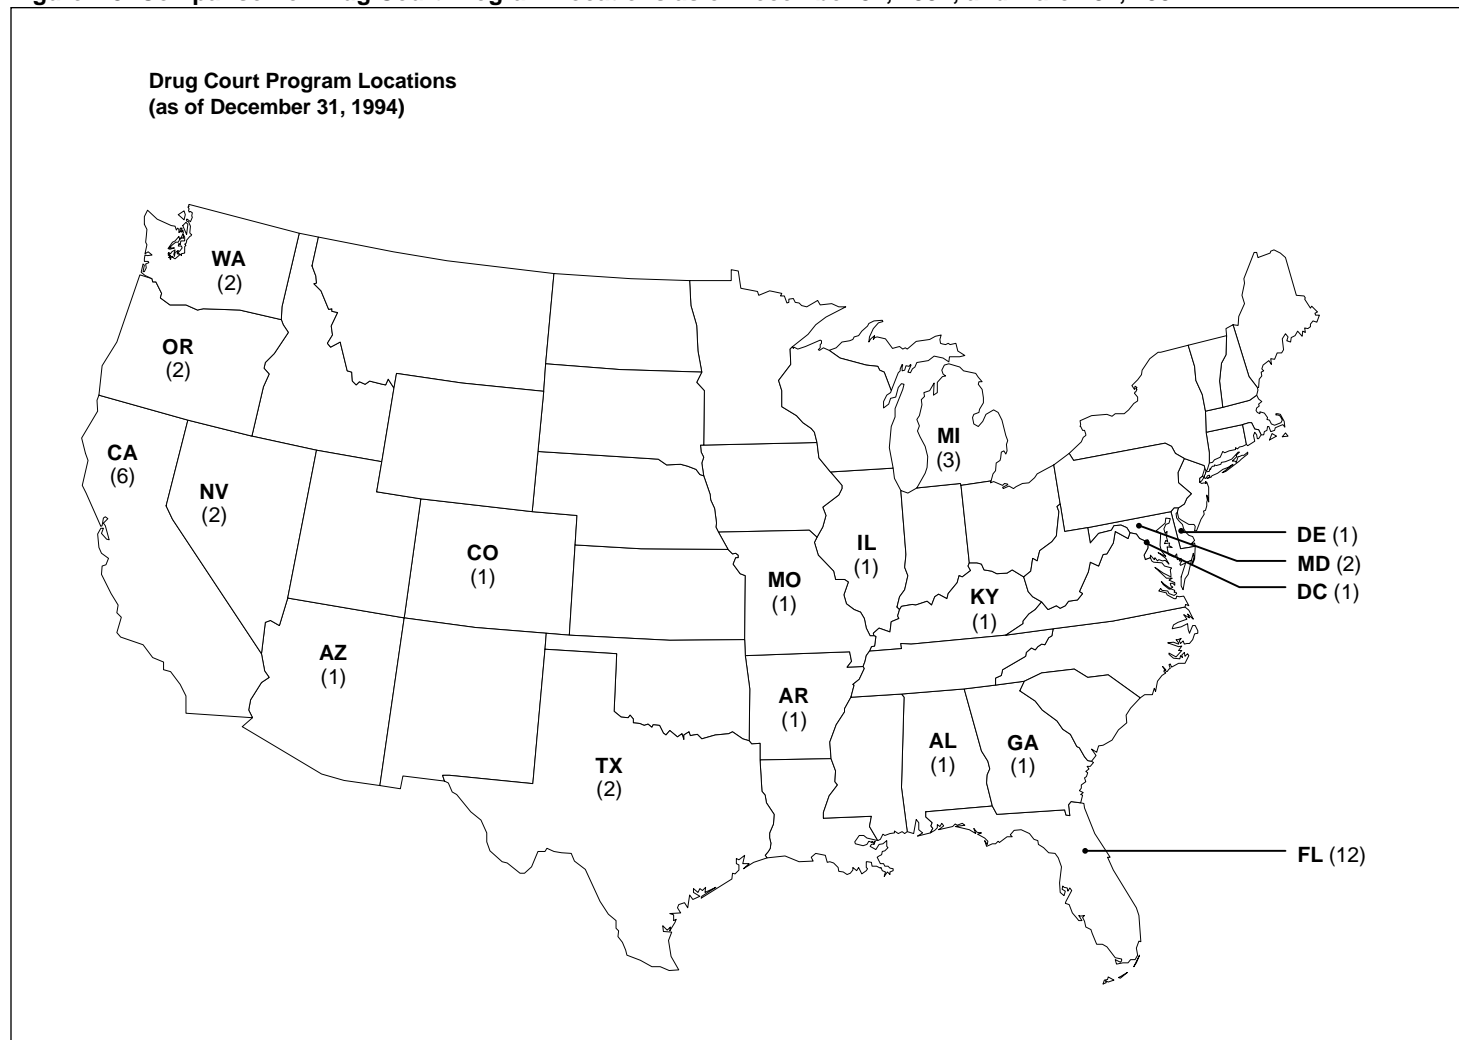 Drug Court Program Locations
(as of December 31, 1994)
WA
(2)
OR
(2)
CA
(6)
NV
(2)
CO
(1)
AZ
(1)
TX
(2)
MO
(1)
AR
(1)
IL
(1)
MI
(3)
KY
(1)
AL
(1)
GA
(1)
DE (1)
MD (2)
DC (1)
FL (12)